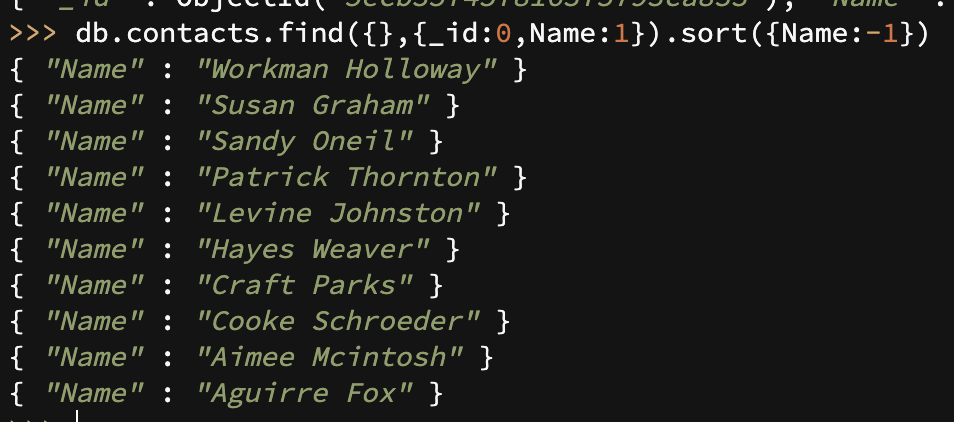 >>> db.contacts.find({},{_id:0,Name:1}).sort({Name:-1})
{ "Name" : "Workman Holloway" }
{ "Name" : "Susan Graham" }
{ "Name" : "Sandy Oneil" }
{ "Name" : "Patrick Thornton" }
{ "Name" : "Levine Johnston" }
{ "Name" : "Hayes Weaver" }
{ "Name" : "Craft Parks" }
{ "Name" : "Cooke Schroeder" }
{ "Name" : "Aimee Mcintosh" }
{ "Name" : "Aguirre Fox" }